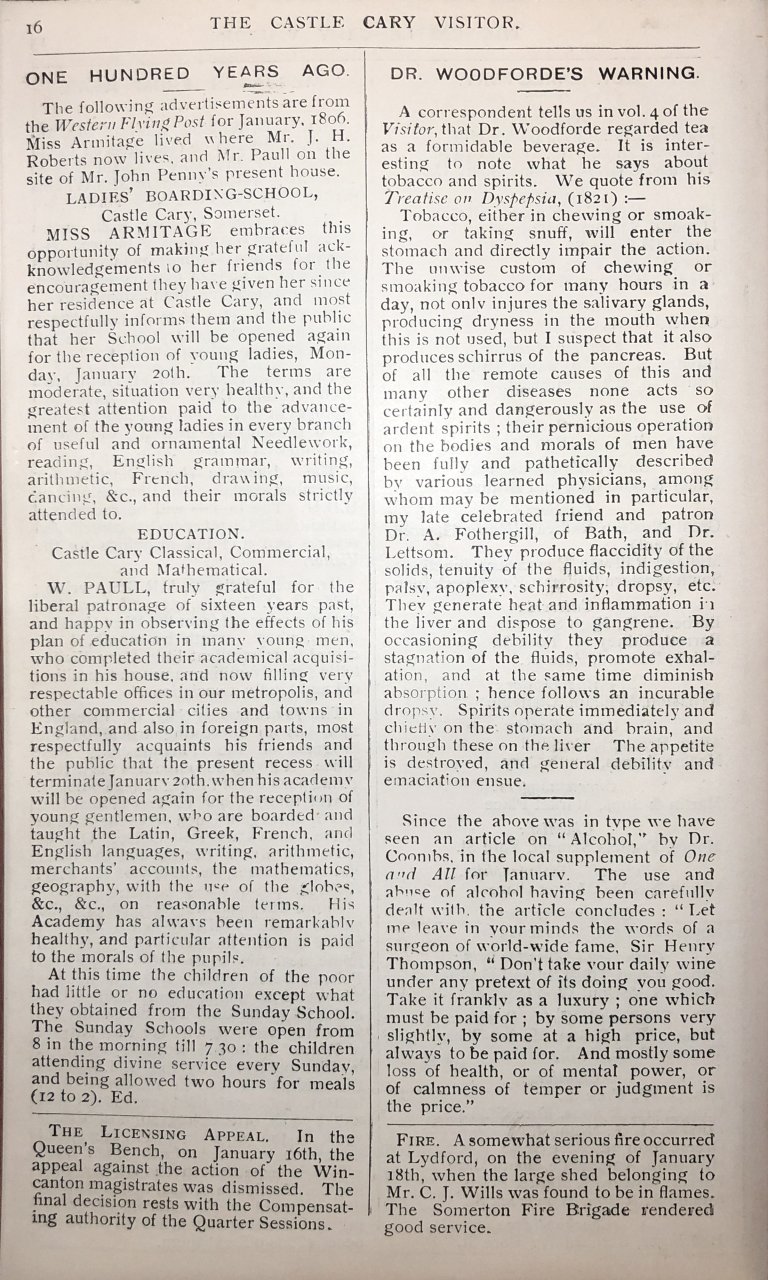 16
THE CASTLE CARY VISITOR.
ONE HUNDRED YEARS AGO.
The following advertisements are from
the Western Flying Post for January, 1806.
Miss Armitage lived where Mr. J. H.
Roberts now lives, and Mr. Paull on the
site of Mr. John Penny's present house.
LADIES' BOARDING-SCHOOL,
Castle Cary, Somerset.
MISS ARMITAGE embraces this
opportunity of making her grateful ack-
knowledgements to her friends for the
encouragement they have given her since
her residence at Castle Cary, and most
respectfully informs them and the public
that her School will be opened again
for the reception of young ladies, Mon-
day, January 20th. The terms are
moderate, situation very healthy, and the
greatest attention paid to the advance-
ment of the young ladies in every branch
of useful and ornamental Needlework,
reading, English grammar, writing,
arithmetic, French, drawing, music,
dancing, &c., and their morals strictly
attended to.
EDUCATION.
Castle Cary Classical, Commercial,
and Mathematical.
W. PAULL, truly grateful for the
liberal patronage of sixteen years past,
and happy in observing the effects of his
plan of education in many young men,
who completed their academical acquisi-
tions in his house, and now filling very
respectable offices in our metropolis, and
other commercial cities and towns in
England, and also in foreign parts, most
respectfully acquaints his friends and
the public that the present recess will
terminate January 20th. when his academy
will be opened again for the reception of
young gentlemen, who are boarded and
taught the Latin, Greek, French, and
English languages, writing, arithmetic,
merchants' accounts, the mathematics,
geography, with the use of the globes,
&c., &c., on reasonable terms. His
Academy has always been remarkably
healthy, and particular attention is paid
to the morals of the pupils.
At this time the children of the poor
had little or no education except what
they obtained from the Sunday School.
The Sunday Schools were open from
8 in the morning till 7 30 : the children
attending divine service every Sunday,
and being allowed two hours for meals
(12 to 2). Ed.
THE LICENSING APPEAL. In the
Queen's Bench, on January 16th, the
appeal against the action of the Win-
canton magistrates was dismissed. The
final decision rests with the Compensat-
ing authority of the Quarter Sessions.
DR. WOODFORDE'S WARNING.
A correspondent tells us in vol. 4 of the
Visitor, that Dr. Woodforde regarded tea
as a formidable beverage. It is inter-
esting to note what he says about
tobacco and spirits. We quote from his
Treatise on Dyspepsia, (1821) :—
Tobacco, either in chewing or smoak-
ing, or taking snuff, will enter the
stomach and directly impair the action.
The unwise custom of chewing or
smoaking tobacco for many hours in a
day, not only injures the salivary glands,
producing dryness in the mouth when
this is not used, but I suspect that it also
produces schirrus of the pancreas. But
of all the remote causes of this and
many other diseases none acts so
certainly and dangerously as the use of
ardent spirits ; their pernicious operation
on the bodies and morals of men have
been fully and pathetically described
by various learned physicians, among
whom may be mentioned in particular,
my late celebrated friend and patron
Dr. A. Fothergill, of Bath, and Dr.
Lettsom. They produce flaccidity of the
solids, tenuity of the fluids, indigestion,
palsy, apoplexy, schirrosity, dropsy, etc.
They generate heat and inflammation in
the liver and dispose to gangrene. By
occasioning debility they produce a
stagnation of the fluids, promote exhal-
ation, and at the same time diminish
absorption ; hence follows an incurable
dropsy. Spirits operate immediately and
chiefly on the stomach and brain, and
through these on the liver The appetite
is destroyed, and general debility and
emaciation ensue.
Since the above was in type we have
seen an article on "Alcohol," by Dr.
Coombs, in the local supplement of One
and All for January. The use and
abuse of alcohol having been carefully
dealt with, the article concludes : "Let
me leave in your minds the words of a
surgeon of world-wide fame, Sir Henry
Thompson, "Don't take your daily wine
under any pretext of its doing you good.
Take it frankly as a luxury ; one which
must be paid for ; by some persons very
slightly, by some at a high price, but
always to be paid for. And mostly some
loss of health, or of mental power, or
of calmness of temper or judgment is
the price."
FIRE. A somewhat serious fire occurred
at Lydford, on the evening of January
18th, when the large shed belonging to
Mr. C. J. Wills was found to be in flames.
The Somerton Fire Brigade rendered
good service.